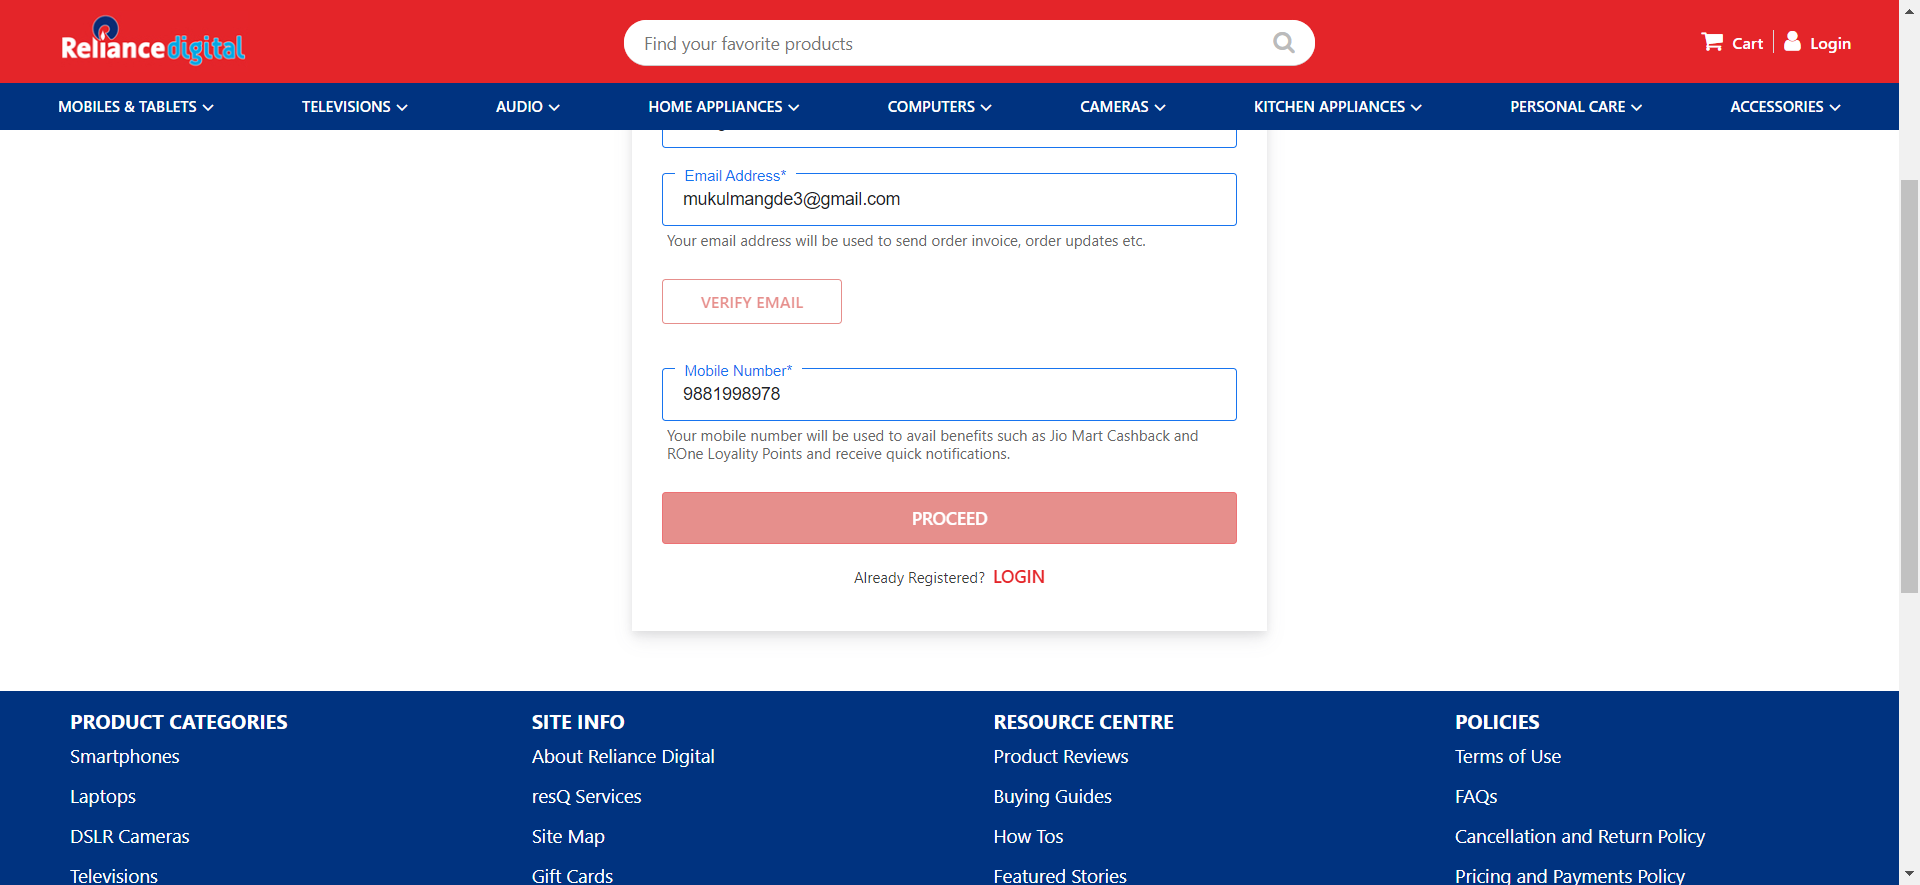 Reliance digital
Find your favorite products
Cart
Login
MOBILES & TABLETS
TELEVISIONS
AUDIO
HOME APPLIANCES
COMPUTERS
CAMERAS
KITCHEN APPLIANCES
PERSONAL CARE
ACCESSORIES
Email Address*
mukulmangde3@gmail.com
Your email address will be used to send order invoice, order updates etc.
VERIFY EMAIL
Mobile Number*
9881998978
Your mobile number will be used to avail benefits such as Jio Mart Cashback and
ROne Loyality Points and receive quick notifications.
PROCEED
Already Registered? LOGIN
PRODUCT CATEGORIES
Smartphones
Laptops
DSLR Cameras
Televisions
SITE INFO
About Reliance Digital
resQ Services
Site Map
Gift Cards
RESOURCE CENTRE
Product Reviews
Buying Guides
How Tos
Featured Stories
POLICIES
Terms of Use
FAQs
Cancellation and Return Policy
Pricing and Payments Policy